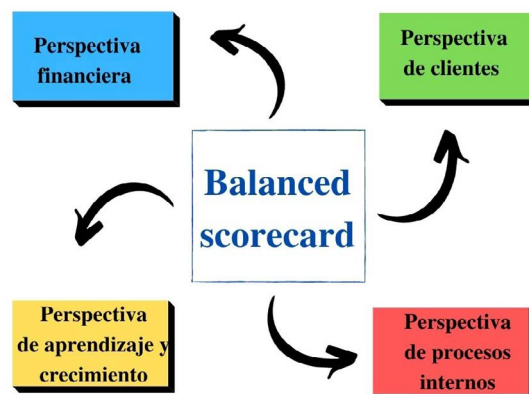 Perspectiva
financiera
Perspectiva
de clientes
Balanced
scorecard
Perspectiva
de aprendizaje y
crecimiento
Perspectiva
de procesos
internos